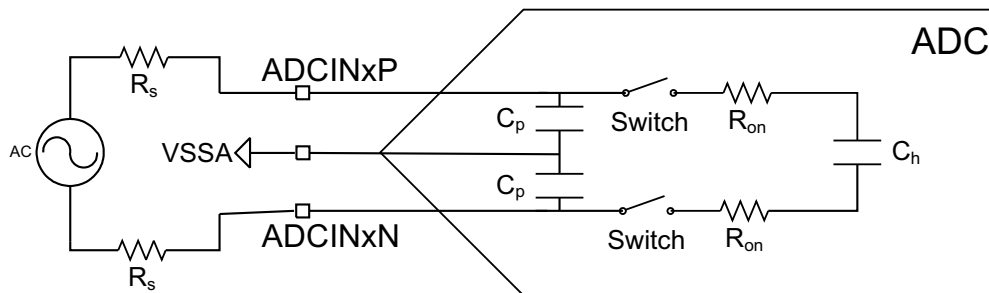 ADC
ADCINxP
Rs
Cp
Switch
Ron
AC
VSSA
Ch
Cp
ADCINxN
Rs
Switch
Ron